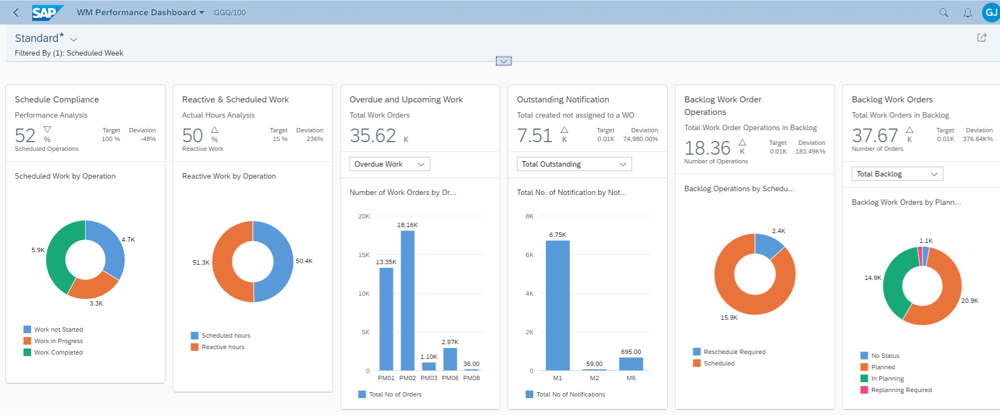 SAP WM Performance Dashboard GGQ/100 GJ
Standard*
Filtered By (1): Scheduled Week
Schedule Compliance
Performance Analysis
52 % Target 100 % Deviation -48%
Scheduled Operations
Scheduled Work by Operation
4.7K
5.9K
3.3K
Work not Started
Work in Progress
Work Completed
Reactive & Scheduled Work
Actual Hours Analysis
50 % Target 15 % Deviation 236%
Reactive Work
Reactive Work by Operation
51.3K 50.4K
Scheduled hours
Reactive hours
Overdue and Upcoming Work
Total Work Orders
35.62 K
Overdue Work
Number of Work Orders by Or...
20K
18.16K
15K
13.35K
10K
5K
2.97K
1.10K
36.00
0
PM01 PM02 PM03 PM06 PM08
Total No of Orders
Outstanding Notification
Total created not assigned to a WO
7.51 K Target 0.01K Deviation 74,980.00%
Total Outstanding
Total No. of Notification by Not...
8K
6.75K
6K
4K
2K
695.00
59.00
0
M1 M2 M6
Total No of Notifications
Backlog Work Order
Operations
Total Work Order Operations in Backlog
18.36 K Target 0.01K Deviation 183.49K%
Number of Operations
Backlog Operations by Schedu...
2.4K
15.9K
Reschedule Required
Scheduled
Backlog Work Orders
Total Work Orders in Backlog
37.67 K Target 0.01K Deviation 376.64K%
Number of Orders
Total Backlog
Backlog Work Orders by Plann...
1.1K
14.9K
20.9K
No Status
Planned
In Planning
Replanning Required